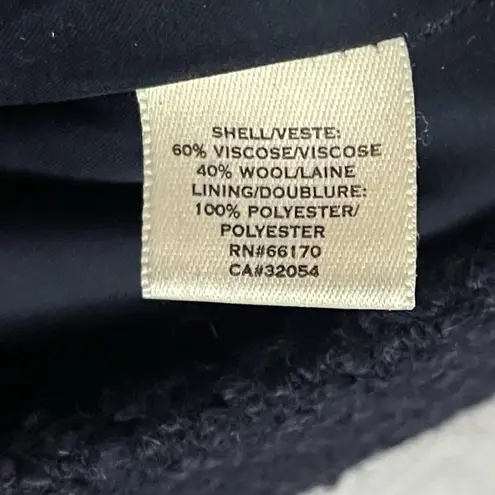 SHELL/VESTE:
60% VISCOSE/VISCOSE
40% WOOL/LAINE
LINING/DOUBLURE:
100% POLYESTER/
POLYESTER
RN#66170
CA#32054